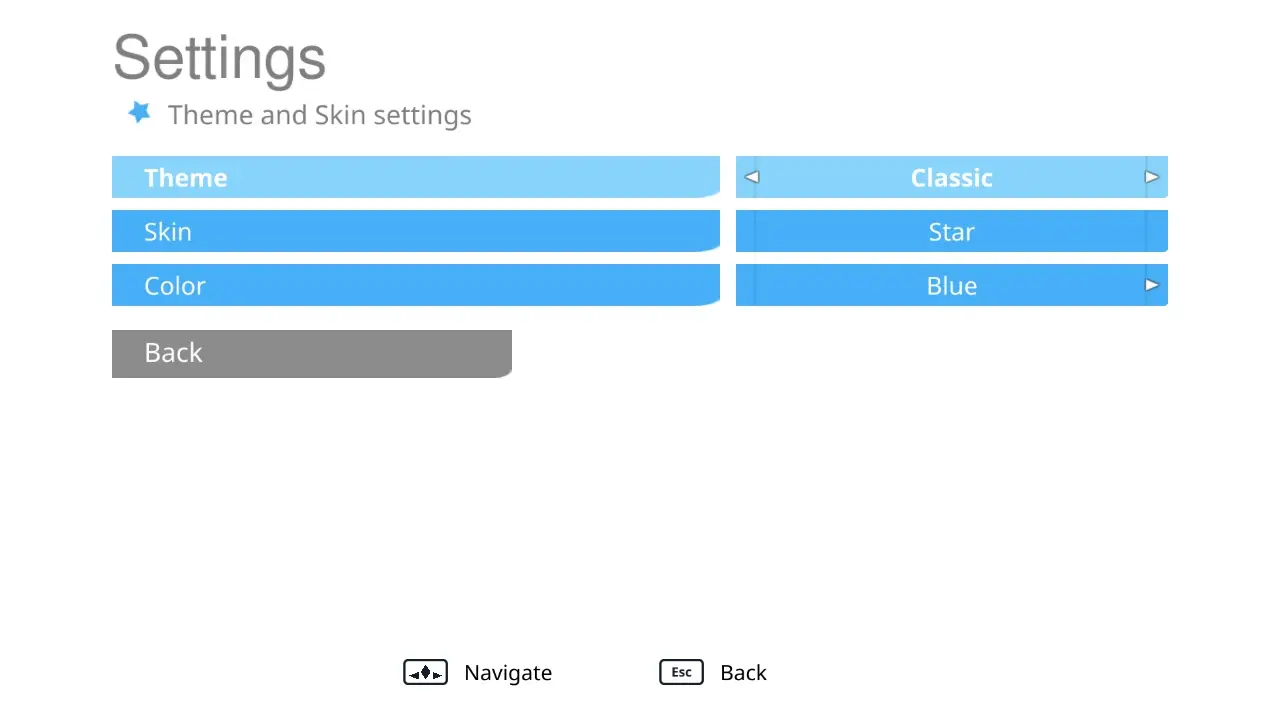 Settings
Theme and Skin settings
Theme Classic
Skin Star
Color Blue
Back
Navigate Esc Back